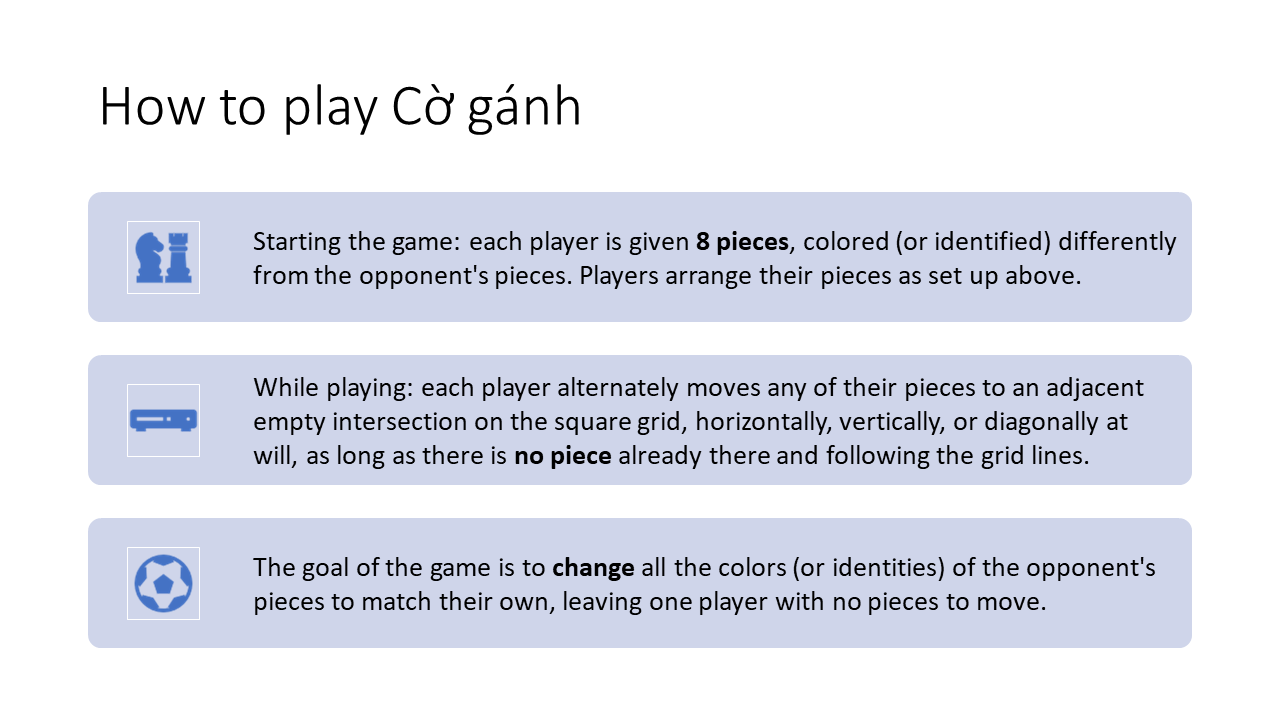 How to play Cờ gánh
Starting the game: each player is given 8 pieces, colored (or identified) differently
from the opponent's pieces. Players arrange their pieces as set up above.
While playing: each player alternately moves any of their pieces to an adjacent
empty intersection on the square grid, horizontally, vertically, or diagonally at
will, as long as there is no piece already there and following the grid lines.
The goal of the game is to change all the colors (or identities) of the opponent's
pieces to match their own, leaving one player with no pieces to move.